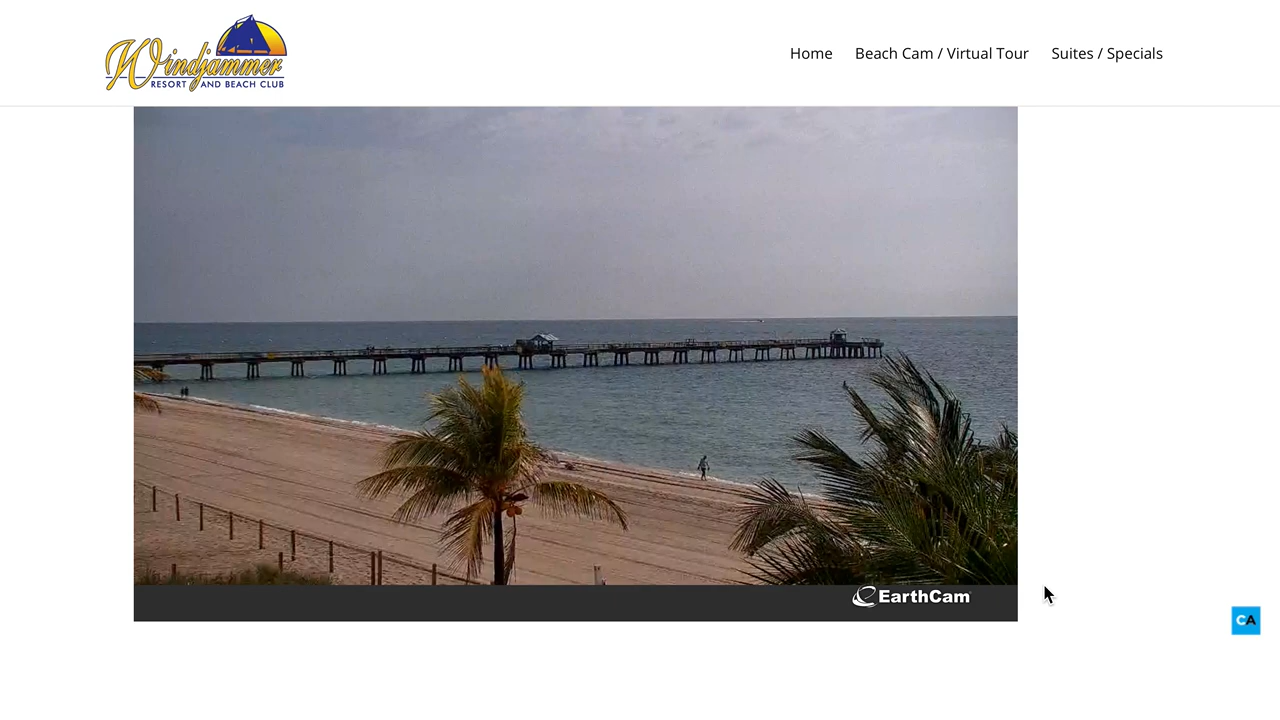 Windjammer
RESORT AND BEACH CLUB
Home
Beach Cam / Virtual Tour
Suites / Specials
EarthCam
CA